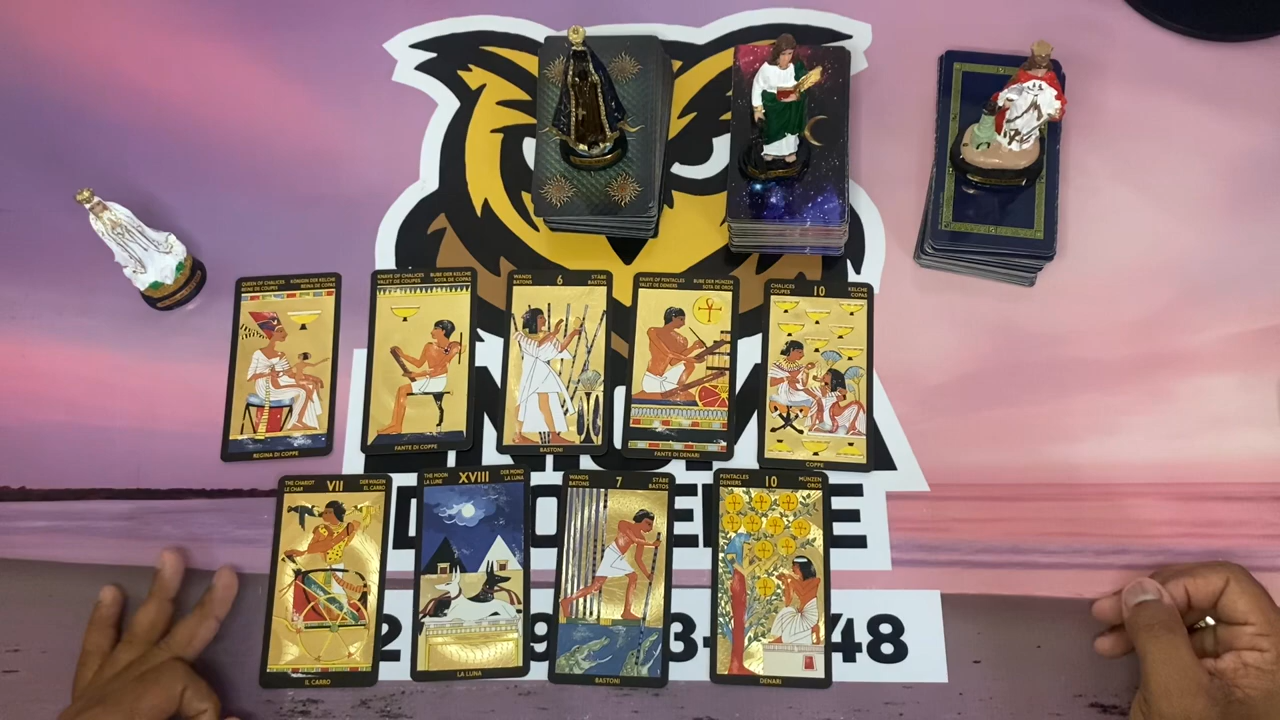 QUEEN OF CHALICES KÖNIGIN DER KELCHE
REINE DE COUPES REINA DE COPAS
REGINA DI COPPE
KNAVE OF CHALICES BUBE DER KELCHE
VALET DE COUPES SOTA DE COPAS
FANTE DI COPPE
WANDS 6 STÄBE
BATONS BASTOS
BASTONI
KNAVE OF PENTACLES BUBE DER MÜNZEN
VALET DE DENIERS SOTA DE OROS
FANTE DI DENARI
CHALICES 10 KELCHE
COUPES COPAS
COPPE
THE CHARIOT VII DER WAGEN
LE CHAR EL CARRO
IL CARRO
THE MOON XVIII DER MOND
LA LUNE LA LUNA
LA LUNA
WANDS 7 STÄBE
BATONS BASTOS
BASTONI
PENTACLES 10 MÜNZEN
DENIERS OROS
DENARI
48